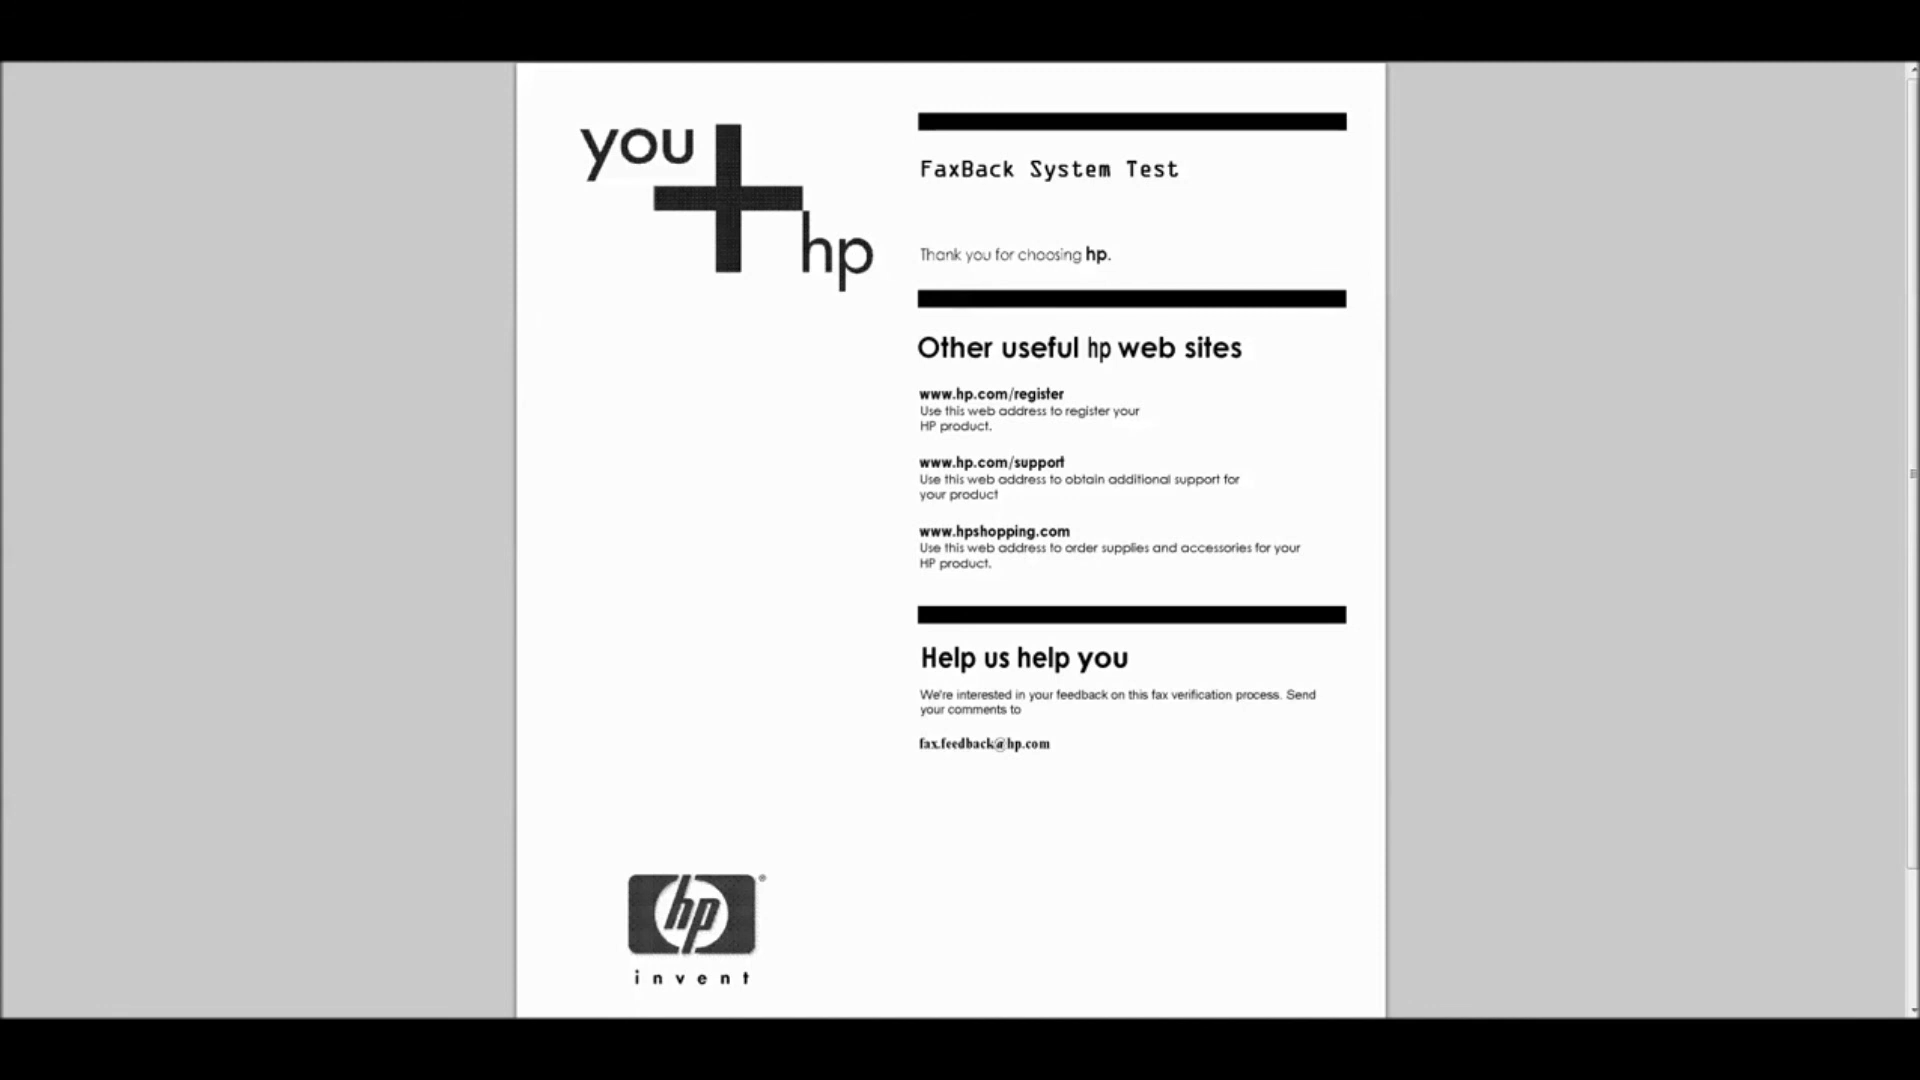 you
hp
FaxBack System Test
Thank you for choosing hp.
Other useful hp web sites
www.hp.com/register
Use this web address to register your
HP product.
www.hp.com/support
Use this web address to obtain additional support for
your product
www.hpshopping.com
Use this web address to order supplies and accessories for your
HP product.
Help us help you
We're interested in your feedback on this fax verification process. Send
your comments to
fax.feedback@hp.com
hp®
invent